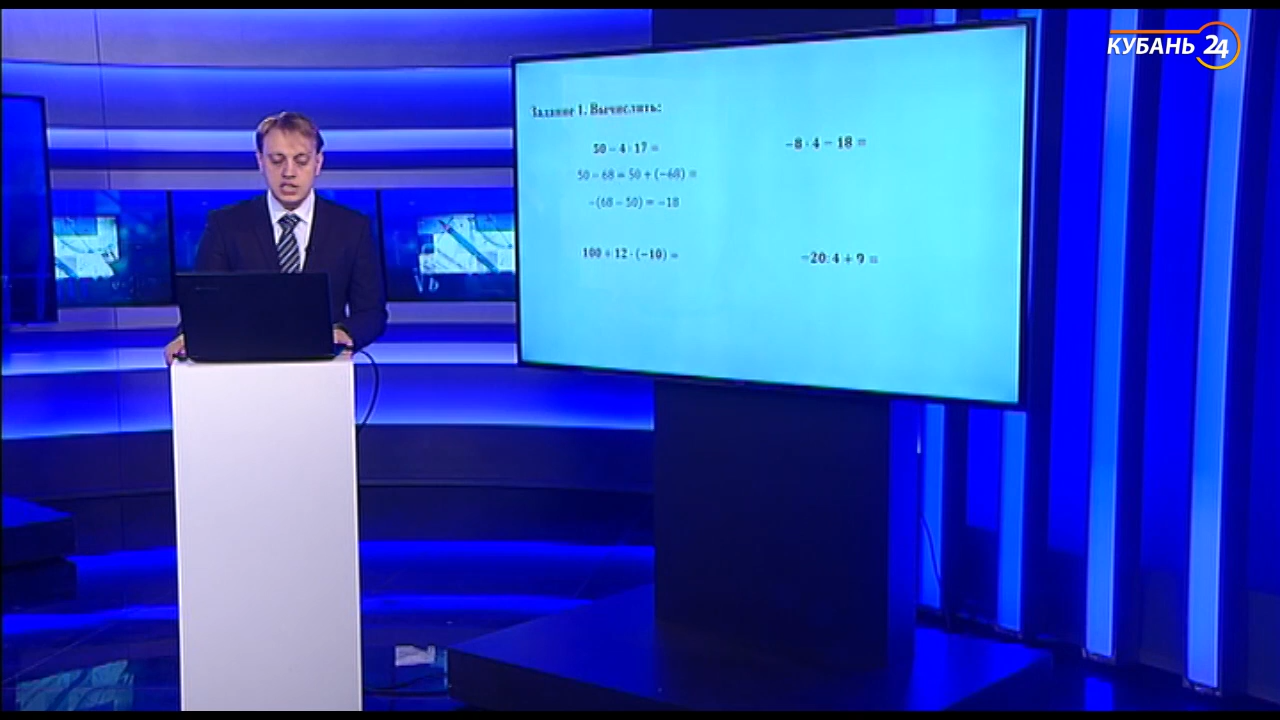 КУБАНЬ 24
Задание 1. Вычислить:
50 − 4 · 17 =
50 − 68 = 50 + (−68) =
−(68 − 50) = −18
100 + 12 · (−10) =
−8 · 4 − 18 =
−20: 4 + 9 =